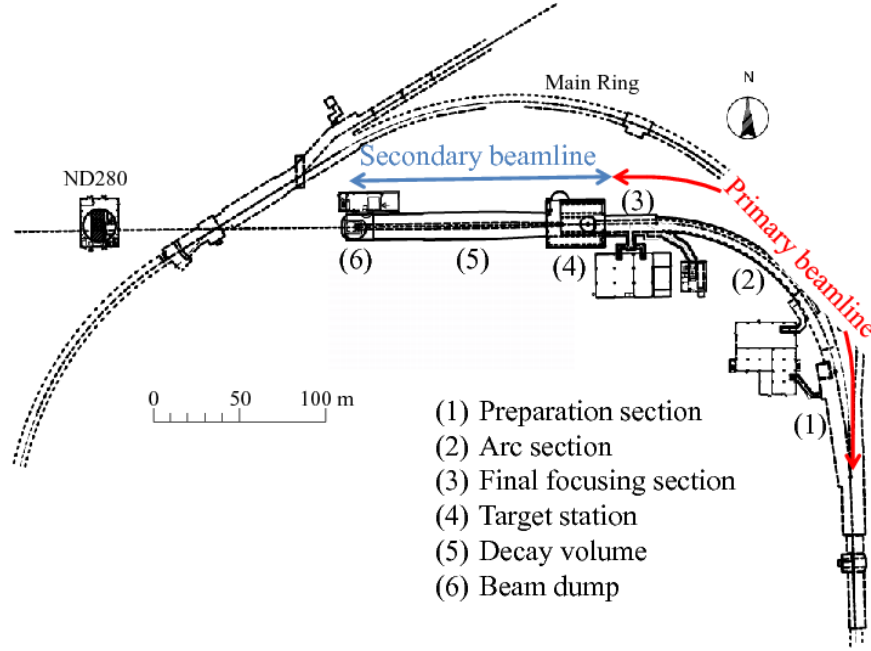 N
Main Ring
Secondary beamline
ND280
(3)
Primary beamline
(6)
(5)
(4)
(2)
0 50 100 m
(1)
(1) Preparation section
(2) Arc section
(3) Final focusing section
(4) Target station
(5) Decay volume
(6) Beam dump